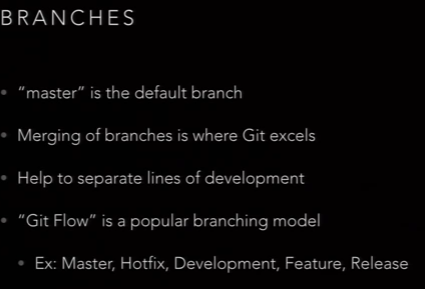 BRANCHES
• “master” is the default branch
• Merging of branches is where Git excels
• Help to separate lines of development
• “Git Flow” is a popular branching model
• Ex: Master, Hotfix, Development, Feature, Release